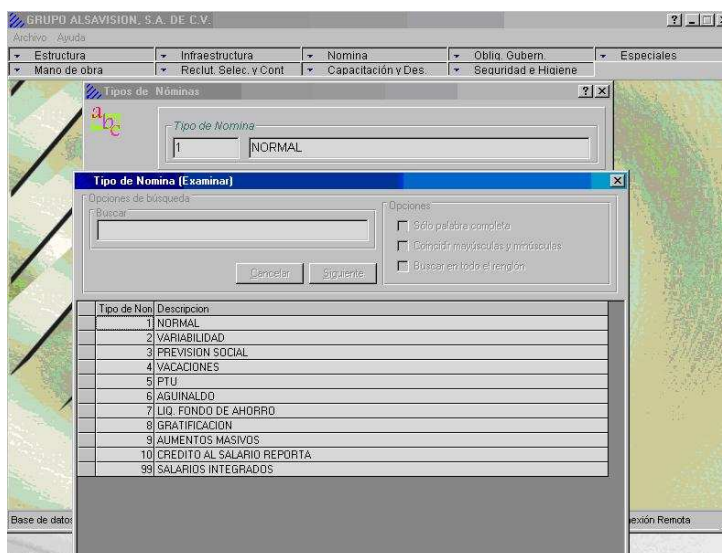 GRUPO ALSAVISION, S.A. DE C.V.
Archivo Ayuda
Estructura Infraestructura Nomina Oblig. Gubern. Especiales
Mano de obra Reclut. Selec. y Cont Capacitación y Des. Seguridad e Higiene
Tipos de Nóminas
abc
Tipo de Nomina
1 NORMAL
Tipo de Nomina (Examinar)
Opciones de búsqueda
Buscar
Opciones
Sólo palabra completa
Coincidir mayúsculas y minúsculas
Buscar en todo el renglón
Cancelar Siguiente
Tipo de Non Descripcion
1 NORMAL
2 VARIABILIDAD
3 PREVISION SOCIAL
4 VACACIONES
5 PTU
6 AGUINALDO
7 LIQ. FONDO DE AHORRO
8 GRATIFICACION
9 AUMENTOS MASIVOS
10 CREDITO AL SALARIO REPORTA
99 SALARIOS INTEGRADOS
Base de datos exión Remota